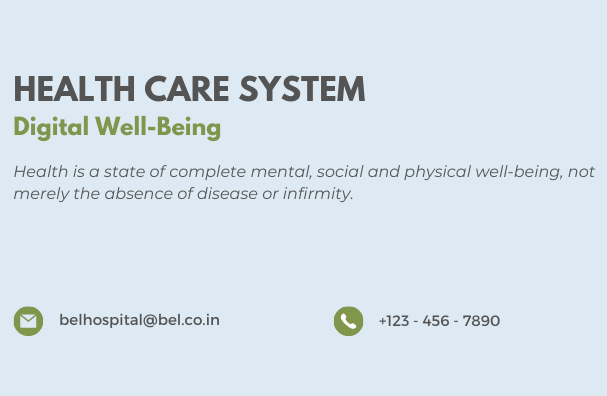 HEALTH CARE SYSTEM
Digital Well-Being
Health is a state of complete mental, social and physical well-being, not
merely the absence of disease or infirmity.
belhospital@bel.co.in
+123 - 456 - 7890